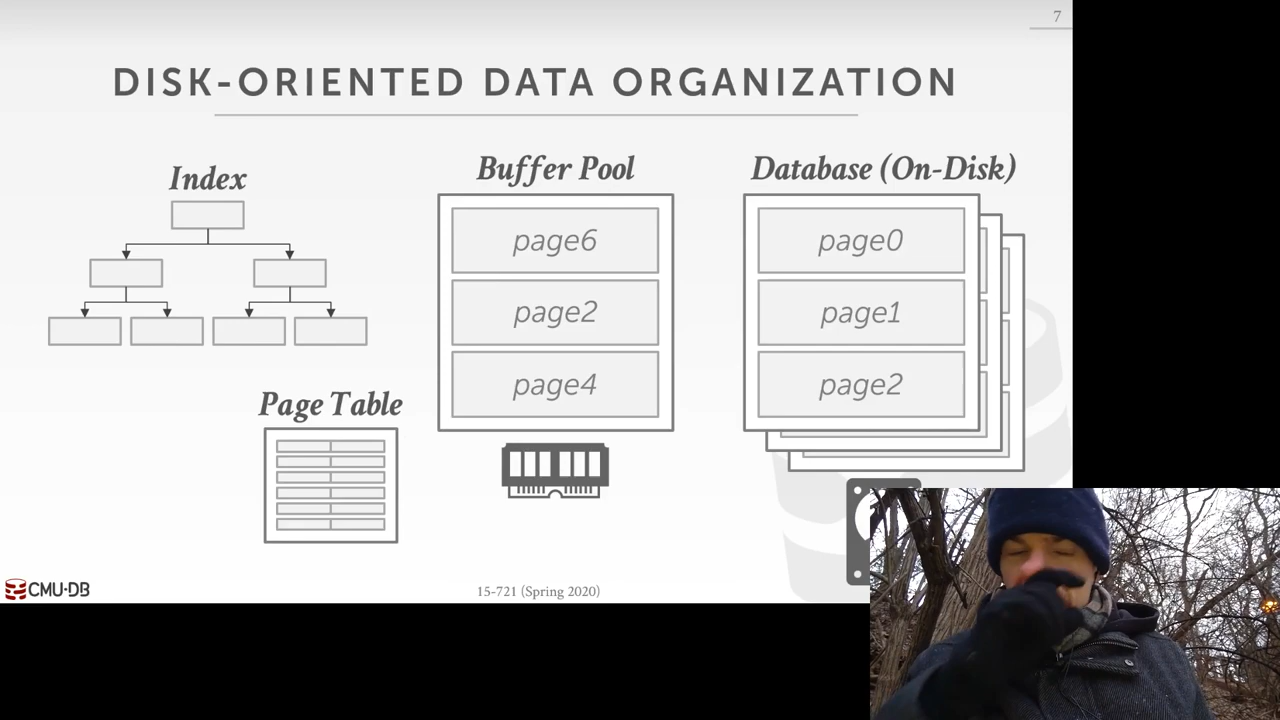 7
DISK-ORIENTED DATA ORGANIZATION
Index
Buffer Pool
Database (On-Disk)
page6
page2
page4
page0
page1
page2
Page Table
CMU·DB
15-721 (Spring 2020)